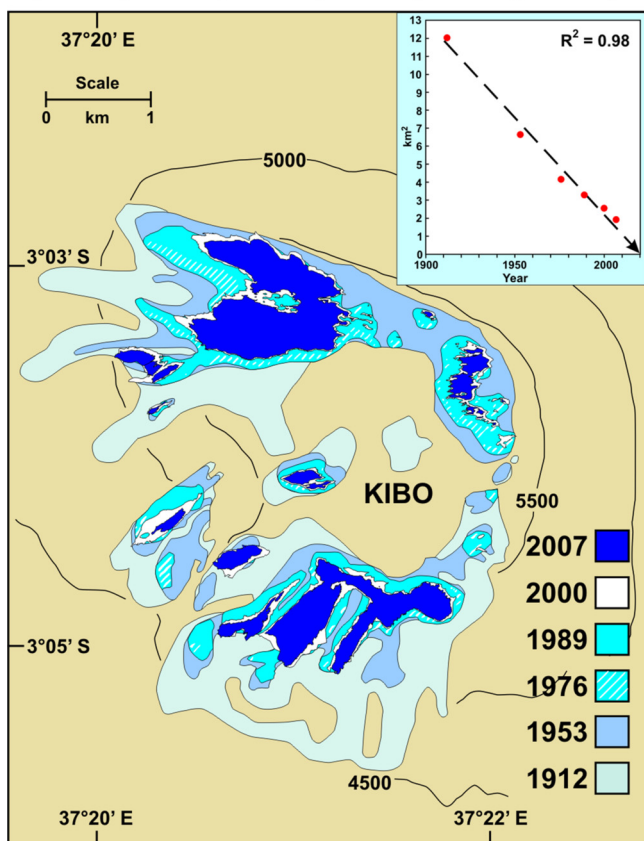 37°20’ E
Scale
0 km 1
3°03’ S
5000
R² = 0.98
13
12
11
10
9
8
7
6
5
4
3
2
1
0
km²
1900
1950
2000
Year
KIBO
5500
2007
2000
1989
1976
1953
1912
3°05’ S
4500
37°20’ E
37°22’ E